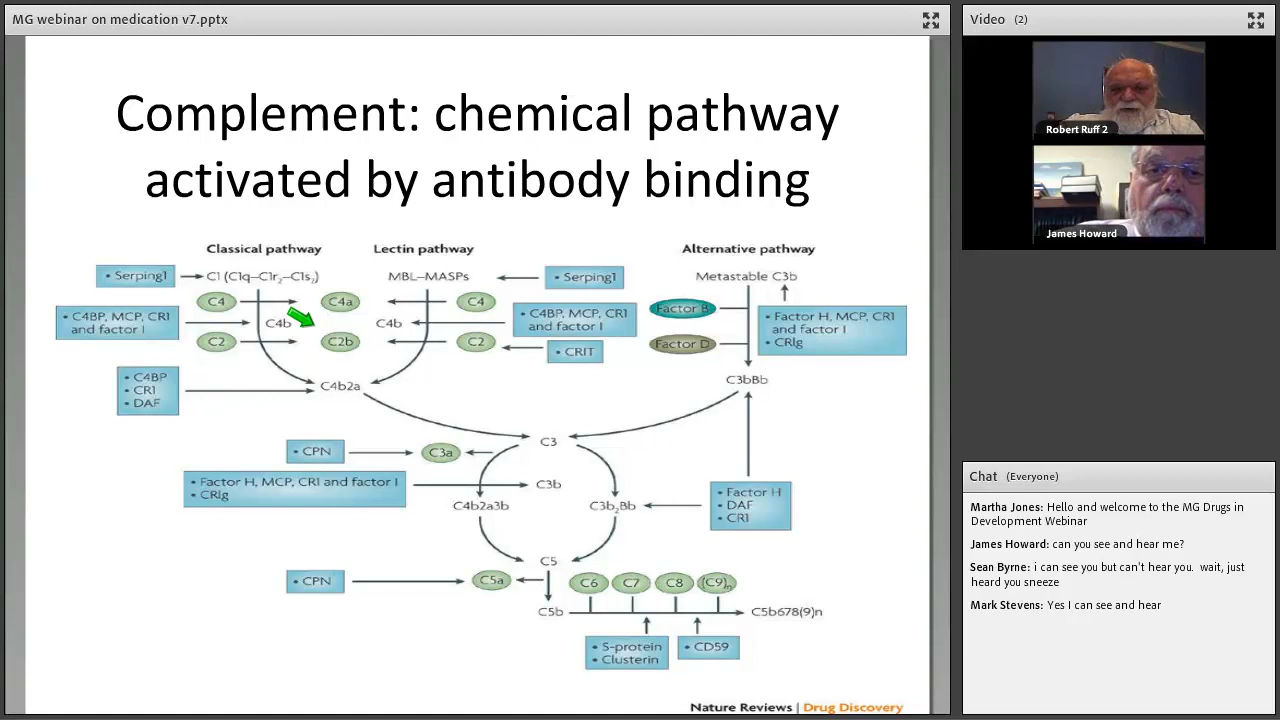 MG webinar on medication v7.pptx
Complement: chemical pathway
activated by antibody binding
Classical pathway
Lectin pathway
Alternative pathway
• Serping1
C1 (C1q–C1r2–C1s2)
MBL–MASPs
• Serping1
Metastable C3b
C4
C4a
C4
Factor B
• C4BP, MCP, CR1
and factor I
C4b
C4b
• C4BP, MCP, CR1
and factor I
• Factor H, MCP, CR1
and factor I
• CRIg
C2
C2b
C2
• CRIT
Factor D
• C4BP
• CR1
• DAF
C4b2a
C3bBb
C3
• CPN
C3a
• Factor H, MCP, CR1 and factor I
• CRIg
C3b
C4b2a3b
C3b2Bb
• Factor H
• DAF
• CR1
C5
• CPN
C5a
C6
C7
C8
(C9)n
C5b
C5b678(9)n
• S-protein
• Clusterin
• CD59
Nature Reviews | Drug Discovery
Video (2)
Robert Ruff 2
James Howard
Chat (Everyone)
Martha Jones: Hello and welcome to the MG Drugs in
Development Webinar
James Howard: can you see and hear me?
Sean Byrne: i can see you but can't hear you. wait, just
heard you sneeze
Mark Stevens: Yes I can see and hear